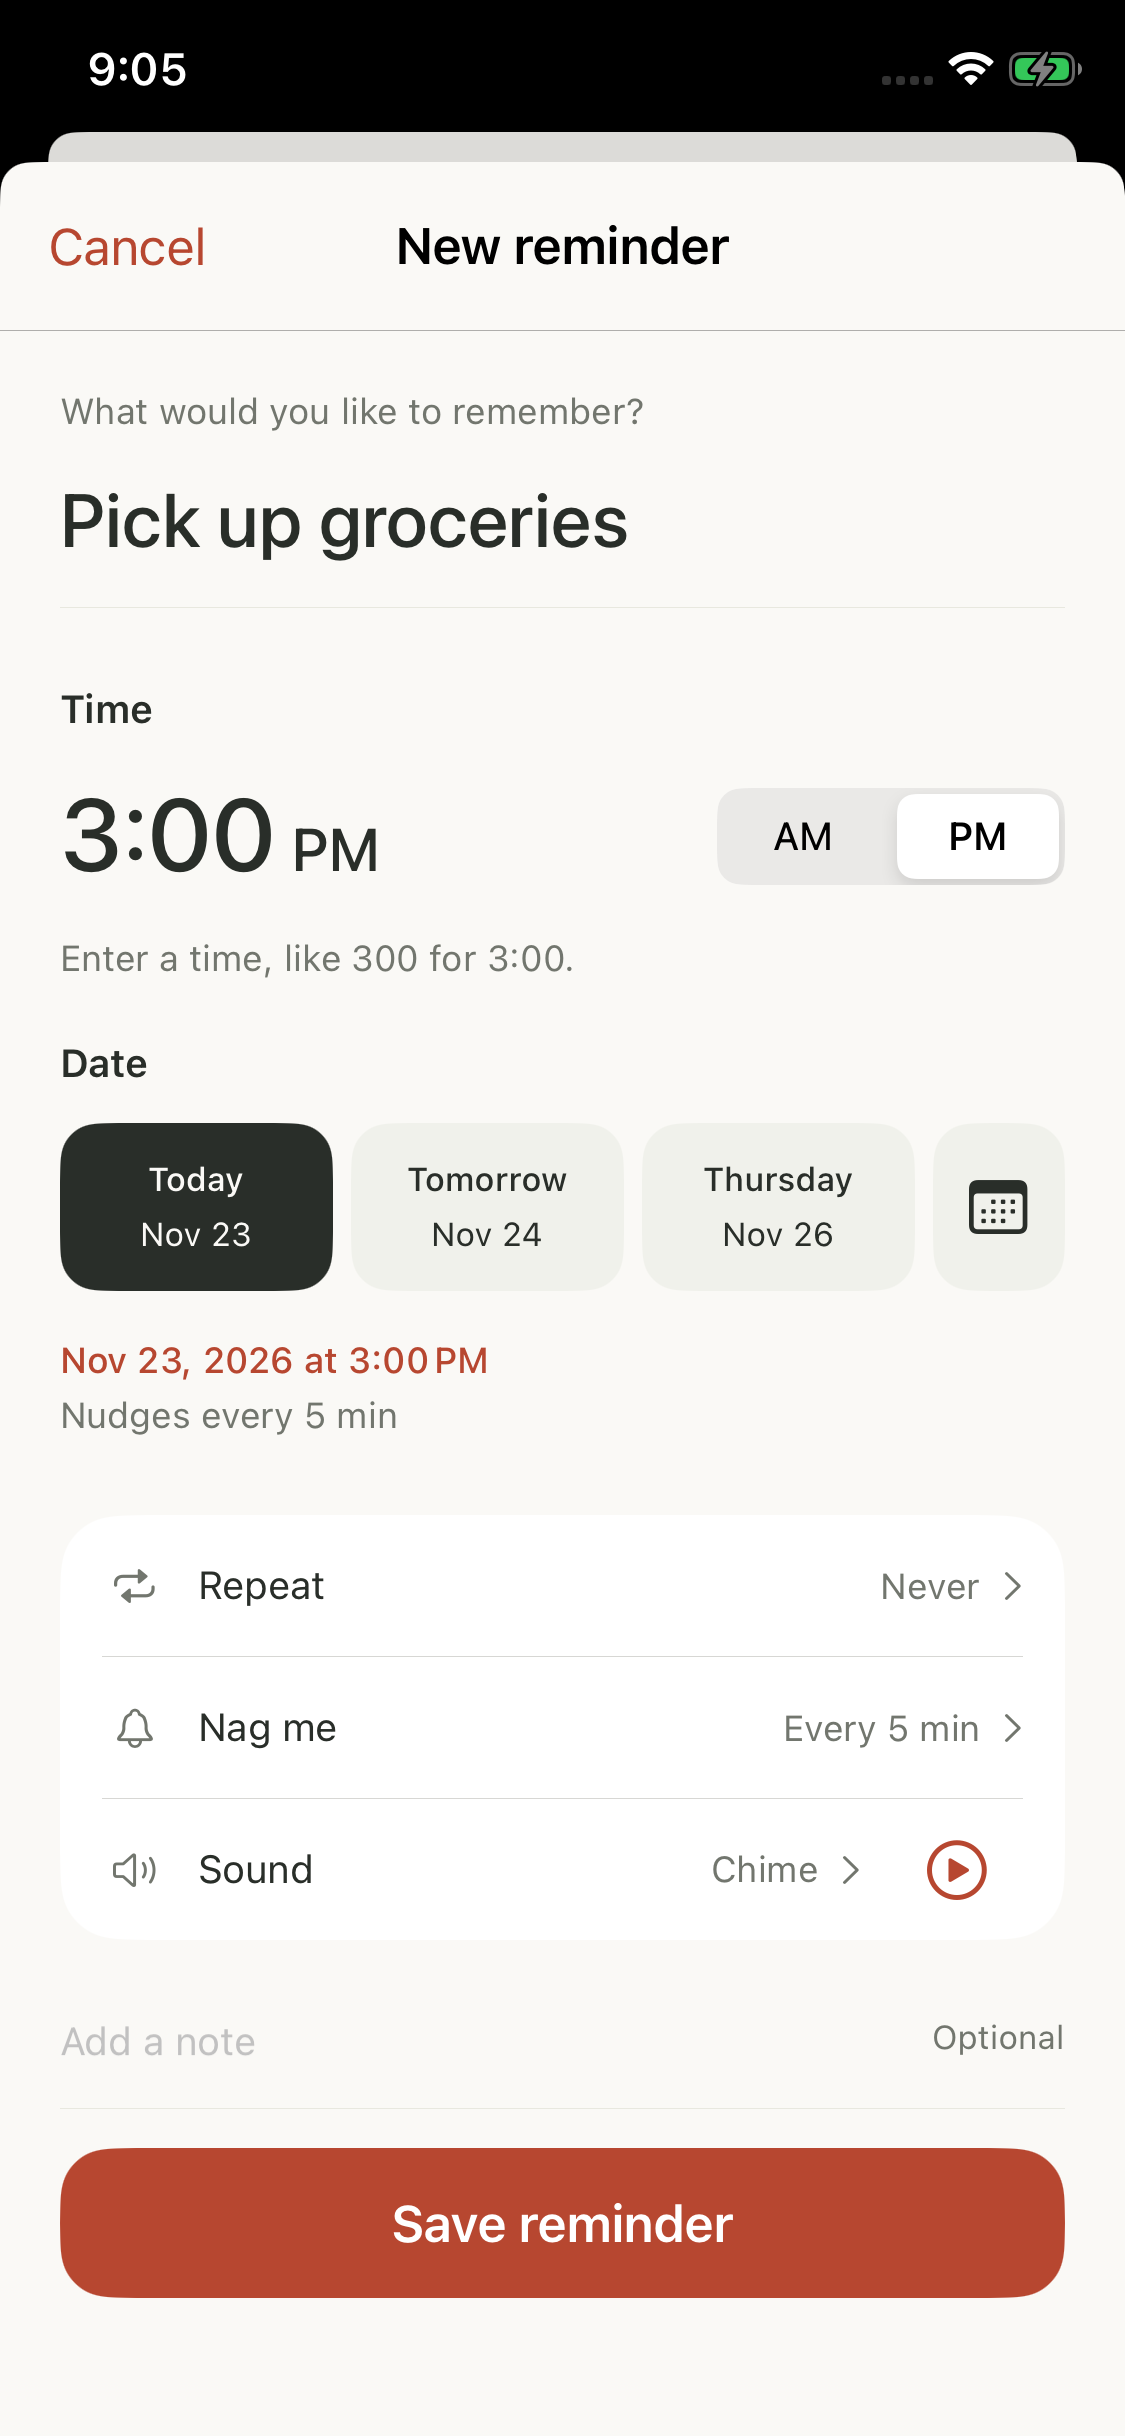 9:05
Cancel
New reminder
What would you like to remember?
Pick up groceries
Time
3:00 PM
AM
PM
Enter a time, like 300 for 3:00.
Date
Today
Nov 23
Tomorrow
Nov 24
Thursday
Nov 26
Nov 23, 2026 at 3:00 PM
Nudges every 5 min
Repeat
Never
Nag me
Every 5 min
Sound
Chime
Add a note
Optional
Save reminder